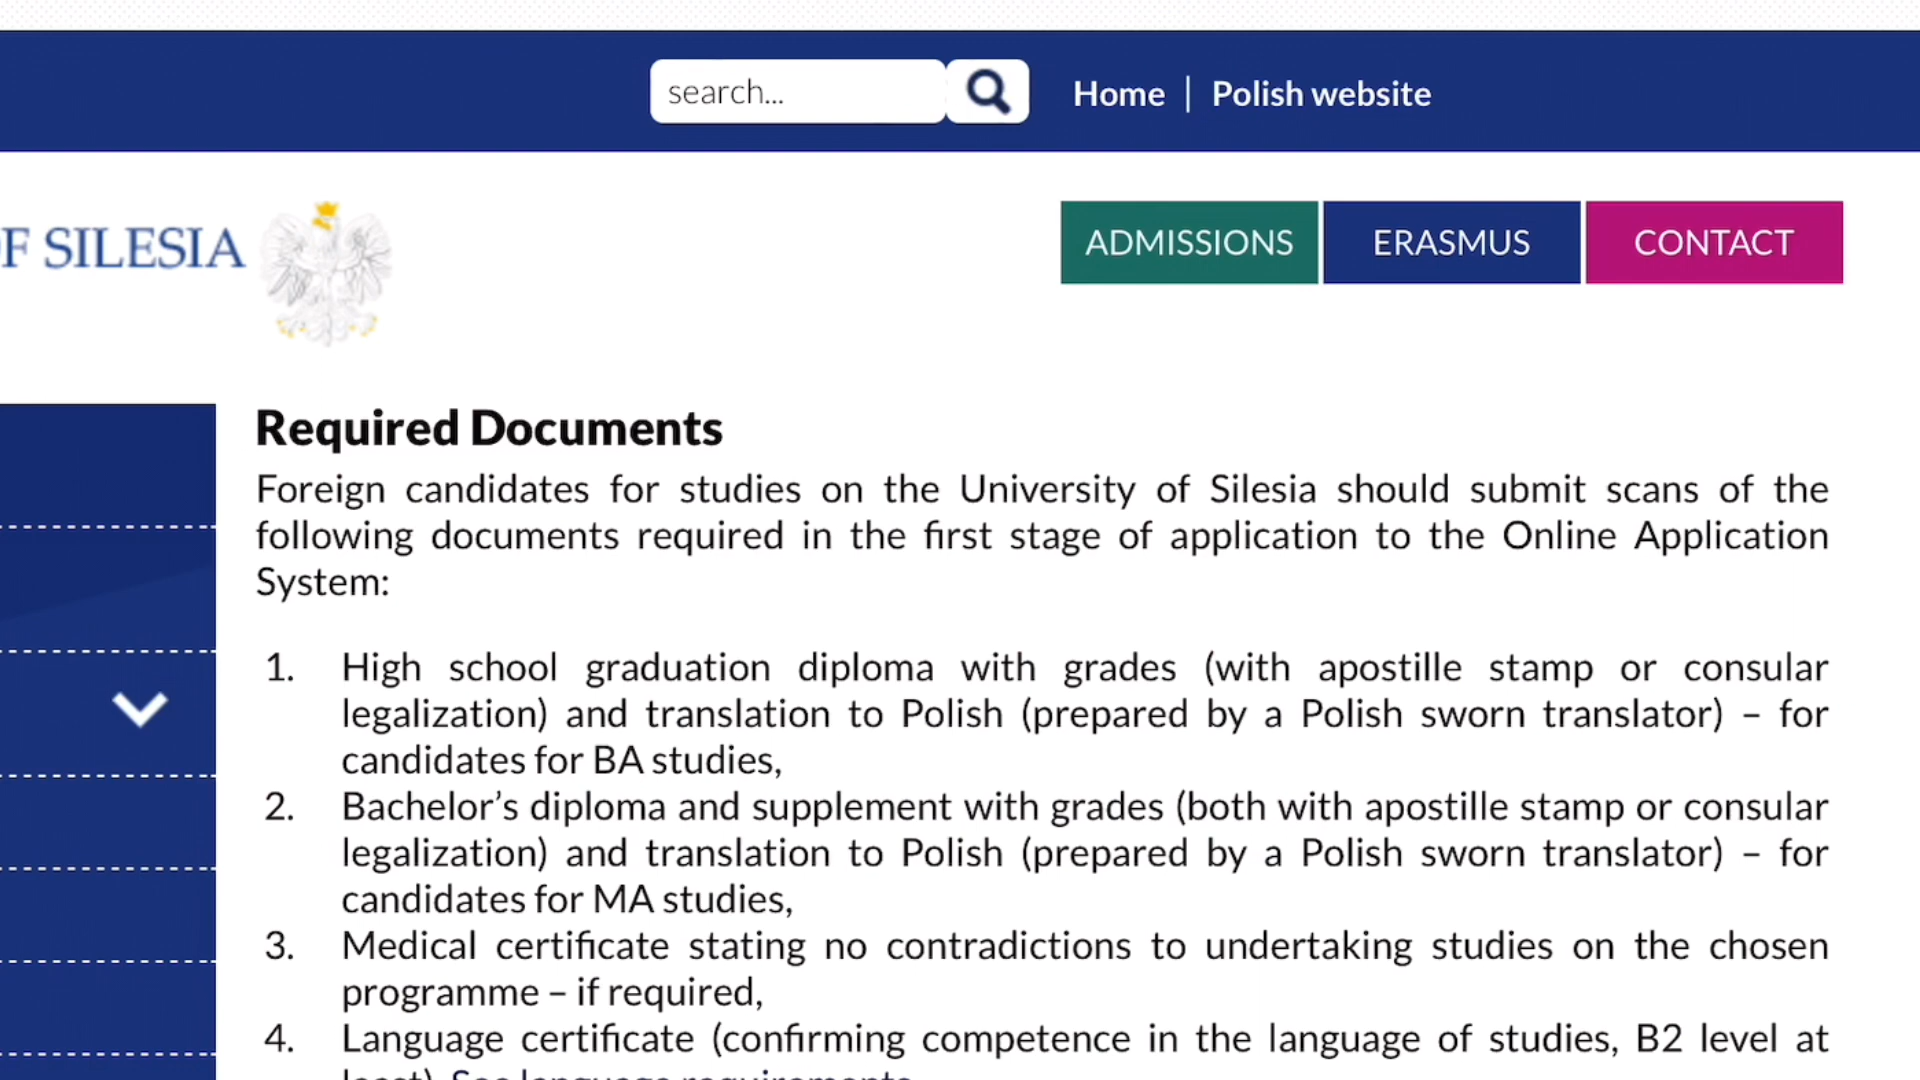 search...
Home | Polish website
F SILESIA
ADMISSIONS
ERASMUS
CONTACT
Required Documents
Foreign candidates for studies on the University of Silesia should submit scans of the
following documents required in the first stage of application to the Online Application
System:
1. High school graduation diploma with grades (with apostille stamp or consular
legalization) and translation to Polish (prepared by a Polish sworn translator) – for
candidates for BA studies,
2. Bachelor’s diploma and supplement with grades (both with apostille stamp or consular
legalization) and translation to Polish (prepared by a Polish sworn translator) – for
candidates for MA studies,
3. Medical certificate stating no contradictions to undertaking studies on the chosen
programme – if required,
4. Language certificate (confirming competence in the language of studies, B2 level at
least). See language requirements